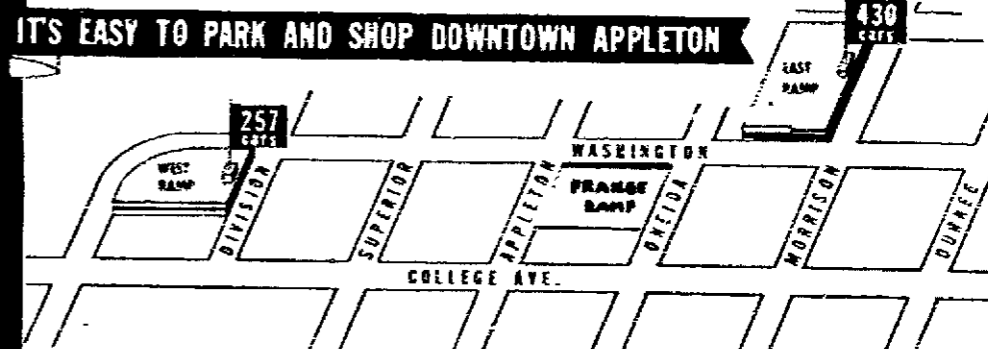 IT'S EASY TO PARK AND SHOP DOWNTOWN APPLETON
430
cars
EAST
RAMP
257
cars
WEST
RAMP
WASHINGTON
PRANGE
RAMP
DIVISION
SUPERIOR
APPLETON
ONEIDA
MORRISON
DURKEE
COLLEGE AVE.